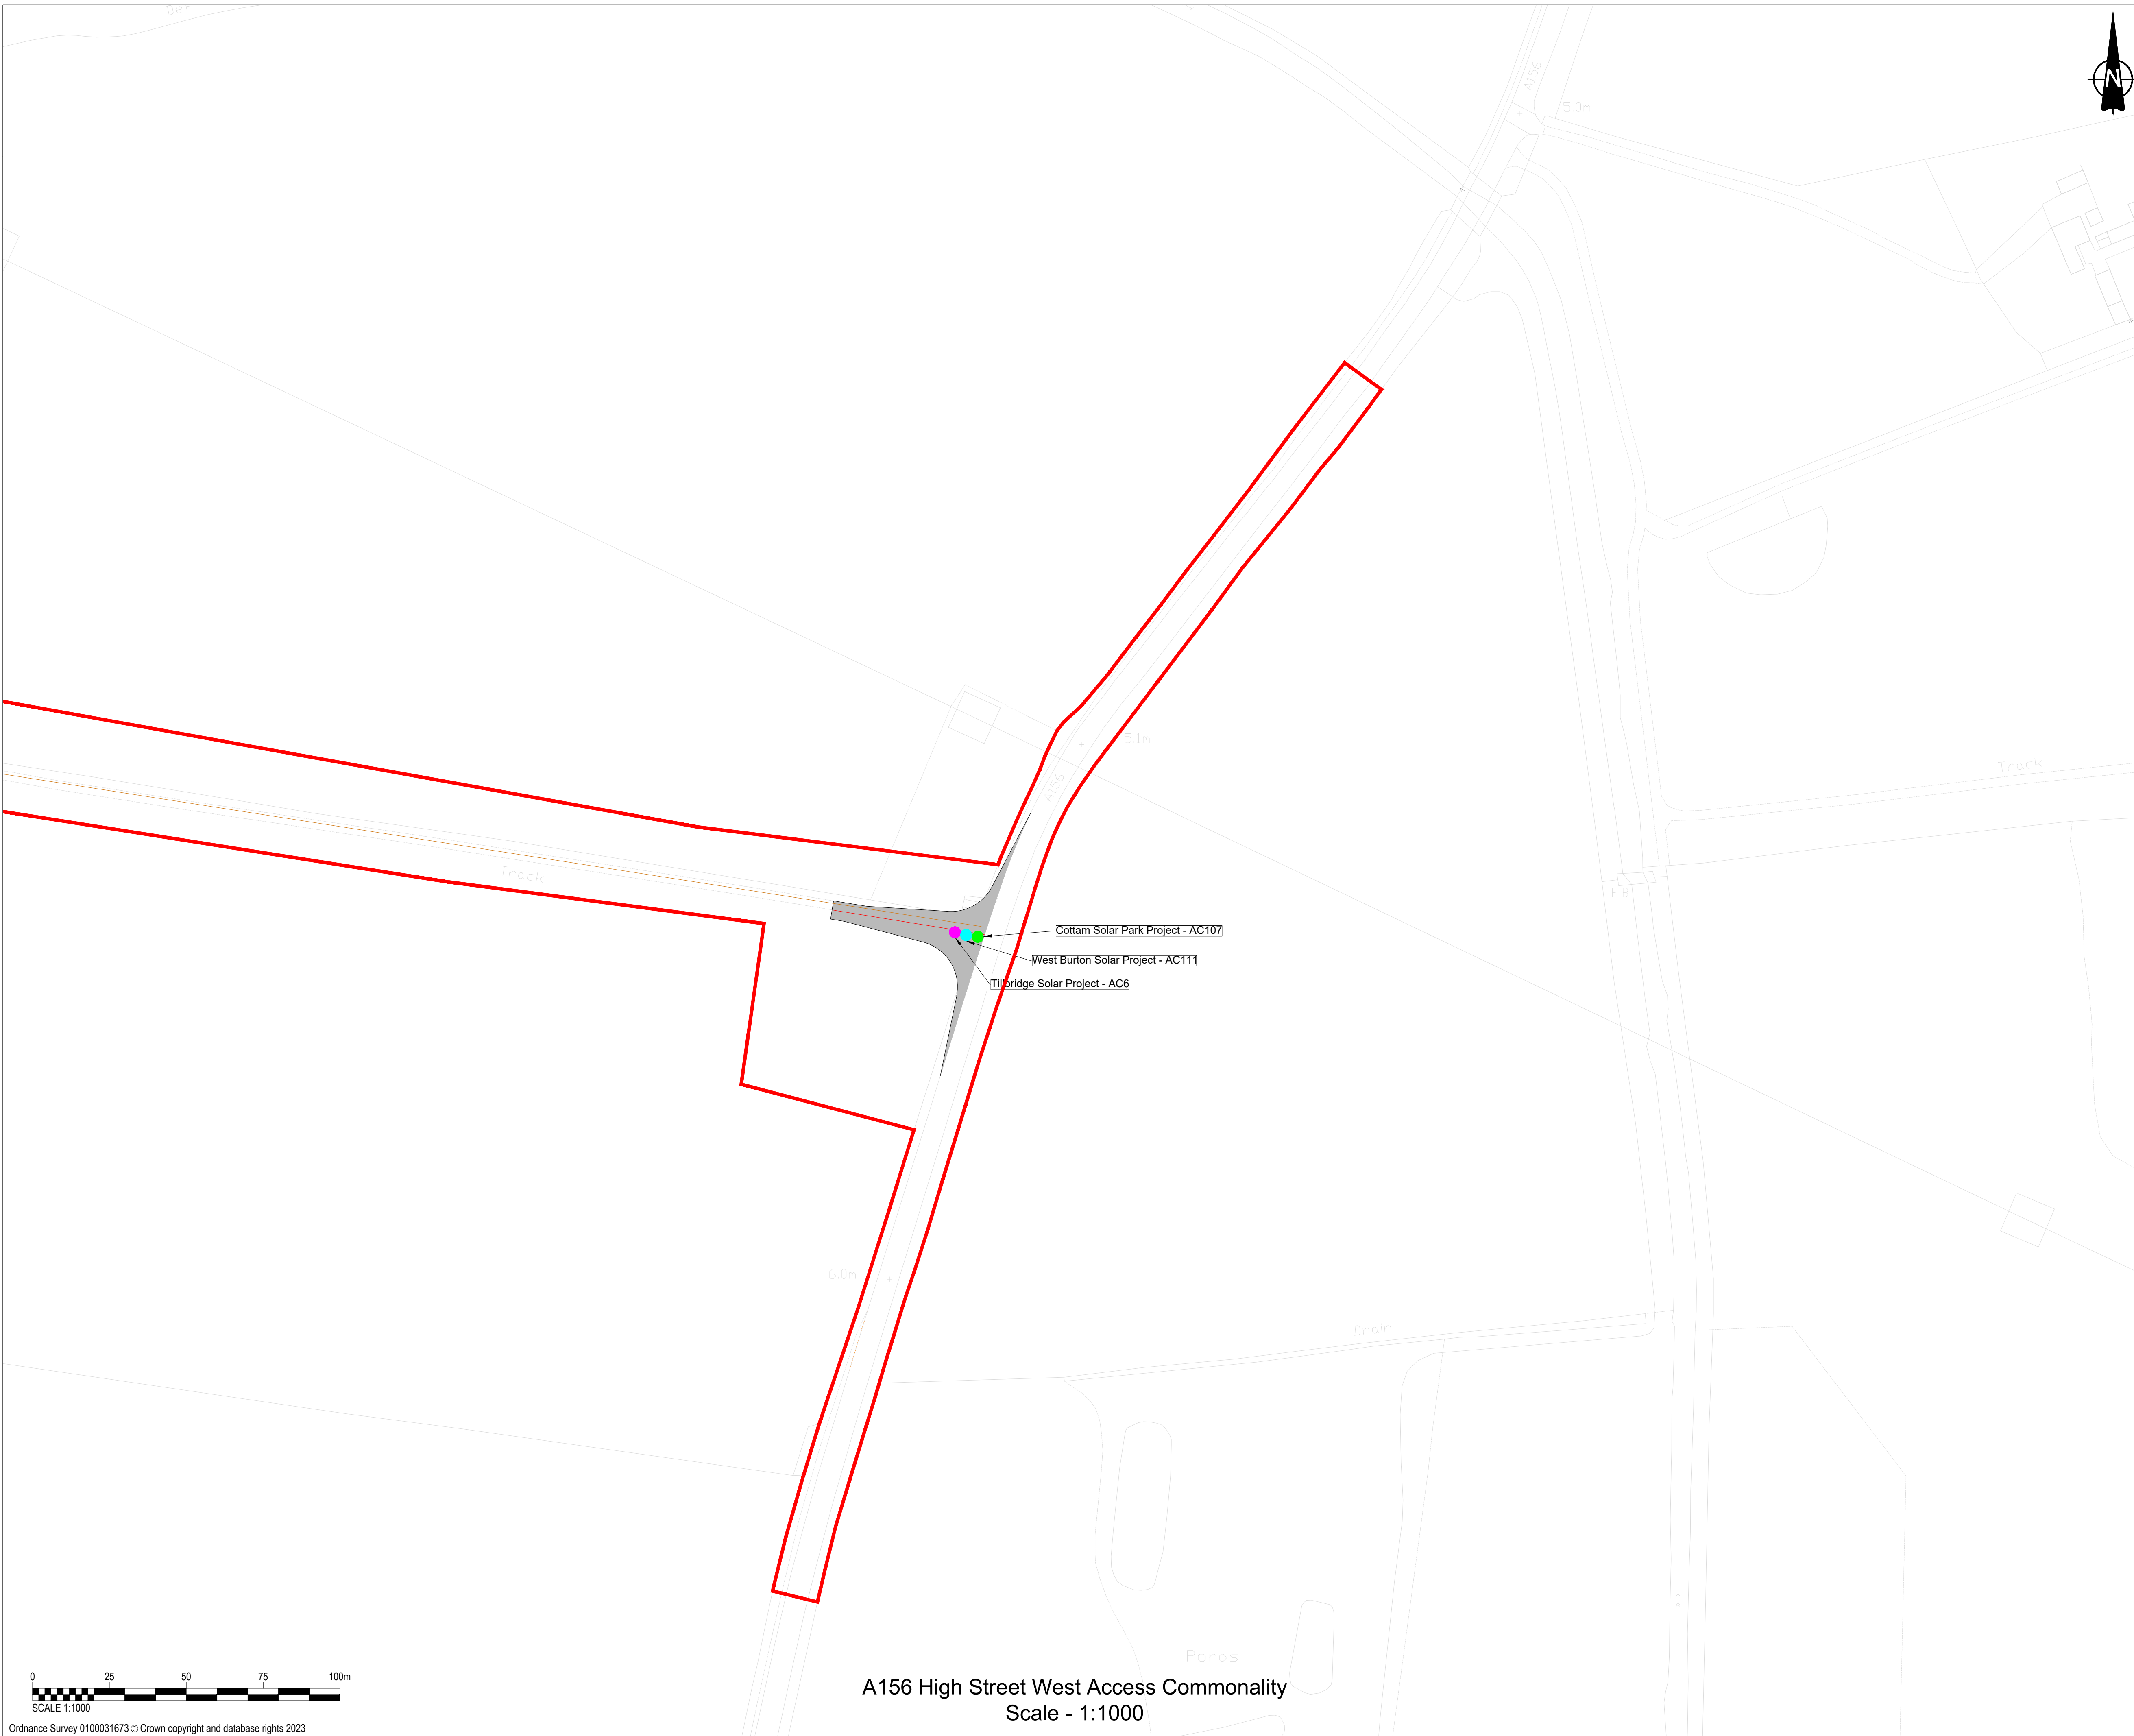 A156
5.0m
N
5.1m
A156
Track
Track
FB
Cottam Solar Park Project - AC107
West Burton Solar Project - AC111
Tillbridge Solar Project - AC6
6.0m
Drain
Ponds
0 25 50 75 100m
SCALE 1:1000
A156 High Street West Access Commonality
Scale - 1:1000
Ordnance Survey 0100031673 © Crown copyright and database rights 2023